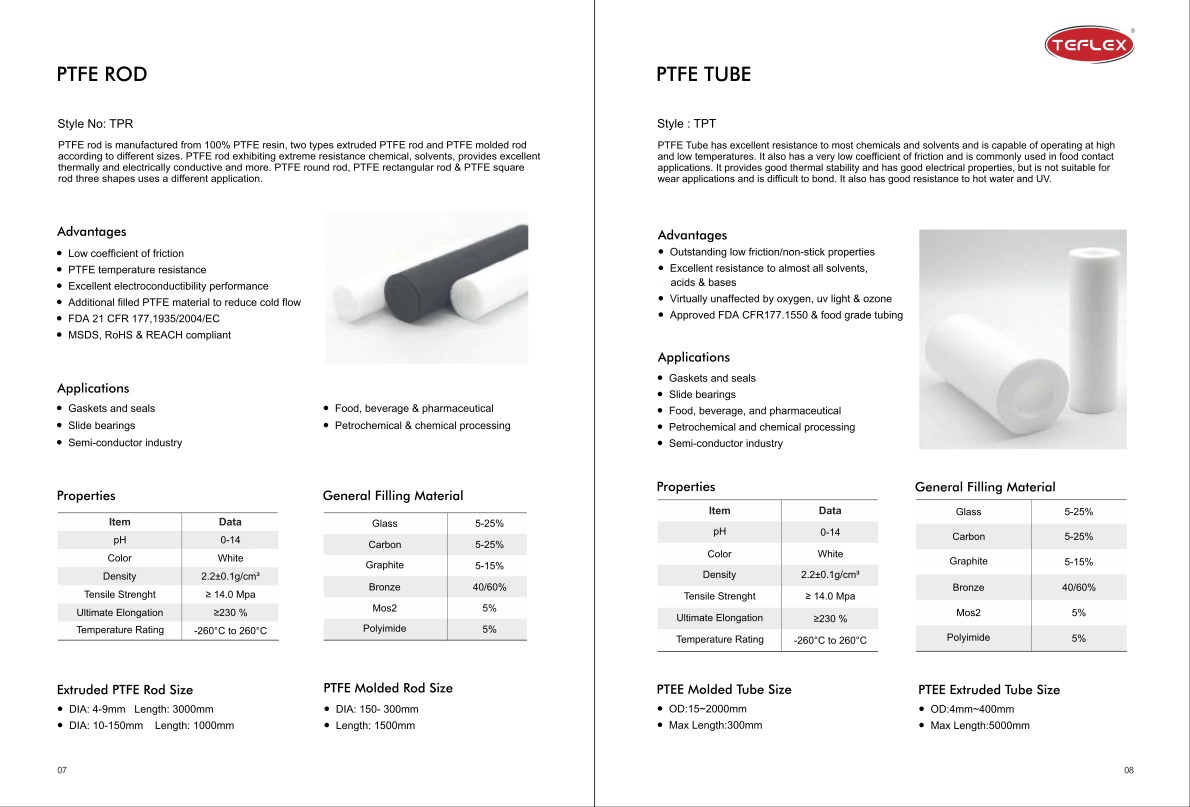 PTFE ROD
Style No: TPR
PTFE rod is manufactured from 100% PTFE resin, two types extruded PTFE rod and PTFE molded rod
according to different sizes. PTFE rod exhibiting extreme resistance chemical, solvents, provides excellent
thermally and electrically conductive and more. PTFE round rod, PTFE rectangular rod & PTFE square
rod three shapes uses a different application.
Advantages
• Low coefficient of friction
• PTFE temperature resistance
• Excellent electroconductibility performance
• Additional filled PTFE material to reduce cold flow
• FDA 21 CFR 177,1935/2004/EC
• MSDS, RoHS & REACH compliant
Applications
• Gaskets and seals
• Slide bearings
• Semi-conductor industry
• Food, beverage & pharmaceutical
• Petrochemical & chemical processing
Properties
Item Data
pH 0-14
Color White
Density 2.2±0.1g/cm³
Tensile Strenght ≥ 14.0 Mpa
Ultimate Elongation ≥230 %
Temperature Rating -260°C to 260°C
General Filling Material
Glass 5-25%
Carbon 5-25%
Graphite 5-15%
Bronze 40/60%
Mos2 5%
Polyimide 5%
Extruded PTFE Rod Size
• DIA: 4-9mm Length: 3000mm
• DIA: 10-150mm Length: 1000mm
PTFE Molded Rod Size
• DIA: 150- 300mm
• Length: 1500mm
07
TEFLEX®
PTFE TUBE
Style : TPT
PTFE Tube has excellent resistance to most chemicals and solvents and is capable of operating at high
and low temperatures. It also has a very low coefficient of friction and is commonly used in food contact
applications. It provides good thermal stability and has good electrical properties, but is not suitable for
wear applications and is difficult to bond. It also has good resistance to hot water and UV.
Advantages
• Outstanding low friction/non-stick properties
• Excellent resistance to almost all solvents,
acids & bases
• Virtually unaffected by oxygen, uv light & ozone
• Approved FDA CFR177.1550 & food grade tubing
Applications
• Gaskets and seals
• Slide bearings
• Food, beverage, and pharmaceutical
• Petrochemical and chemical processing
• Semi-conductor industry
Properties
Item Data
pH 0-14
Color White
Density 2.2±0.1g/cm³
Tensile Strenght ≥ 14.0 Mpa
Ultimate Elongation ≥230 %
Temperature Rating -260°C to 260°C
General Filling Material
Glass 5-25%
Carbon 5-25%
Graphite 5-15%
Bronze 40/60%
Mos2 5%
Polyimide 5%
PTEE Molded Tube Size
• OD:15~2000mm
• Max Length:300mm
PTEE Extruded Tube Size
• OD:4mm~400mm
• Max Length:5000mm
08